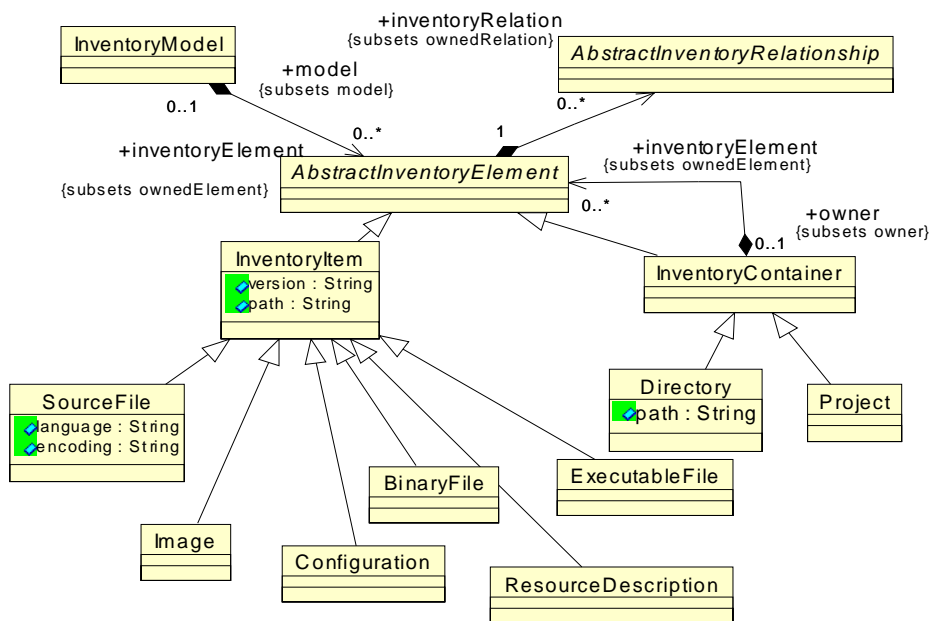 +inventoryRelation
{subsets ownedRelation}
InventoryModel
AbstractInventoryRelationship
+model
{subsets model}
0..1
0..*
0..*
1
+inventoryElement
{subsets ownedElement}
AbstractInventoryElement
+inventoryElement
{subsets ownedElement}
0..*
+owner
{subsets owner}
0..1
InventoryItem
version : String
path : String
InventoryContainer
SourceFile
language : String
encoding : String
Directory
path : String
Project
BinaryFile
ExecutableFile
Image
Configuration
ResourceDescription